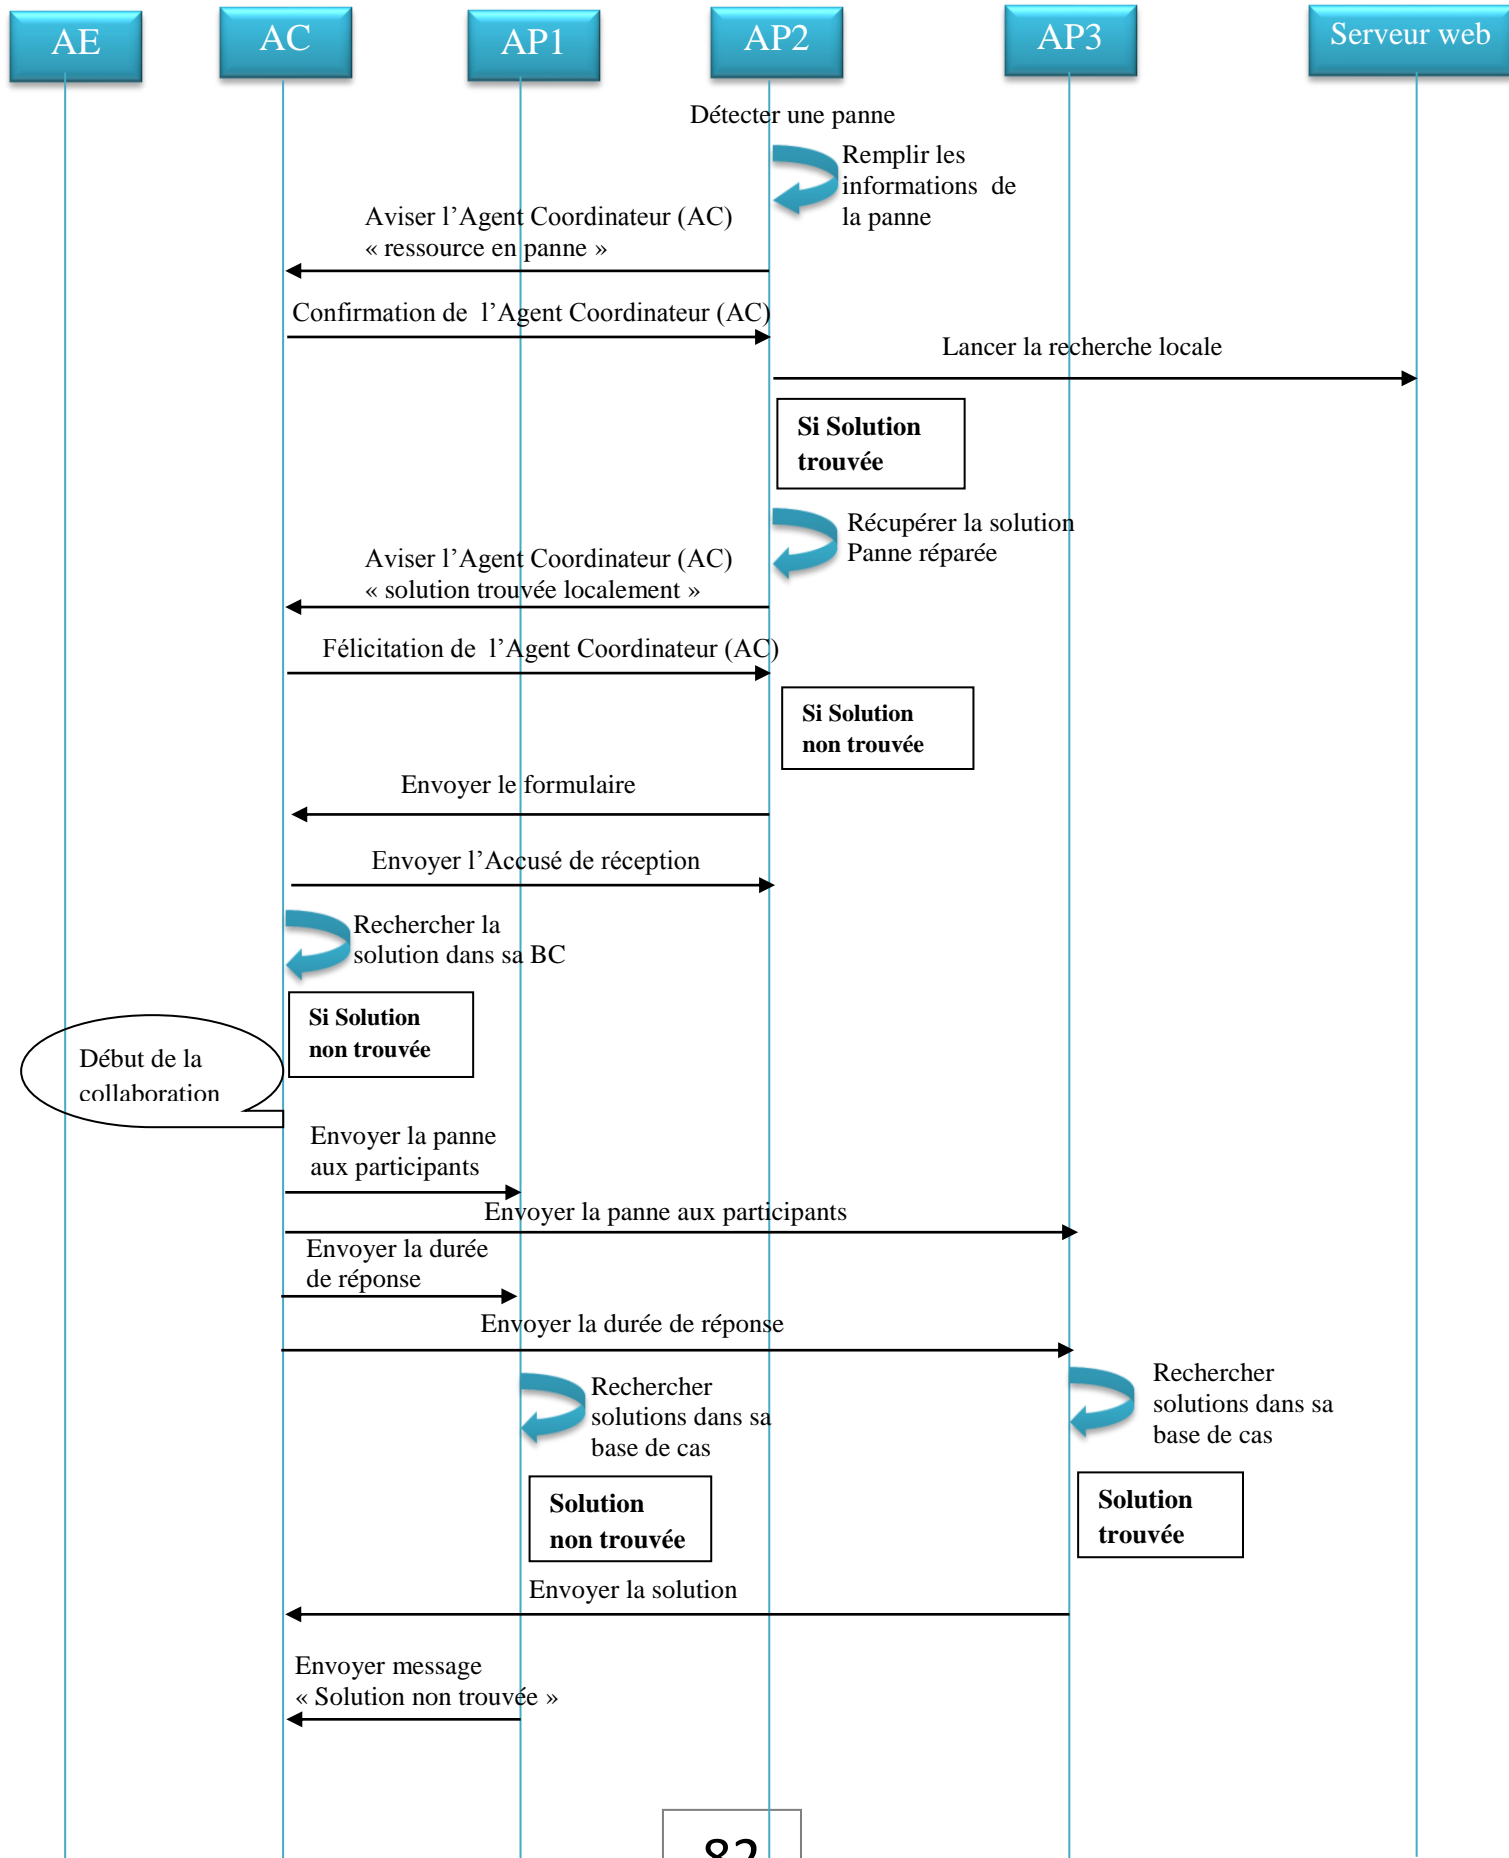 AE
AC
AP1
AP2
AP3
Serveur web
Détecter une panne
Remplir les
informations de
la panne
Aviser l’Agent Coordinateur (AC)
« ressource en panne »
Confirmation de l’Agent Coordinateur (AC)
Lancer la recherche locale
Si Solution
trouvée
Récupérer la solution
Panne réparée
Aviser l’Agent Coordinateur (AC)
« solution trouvée localement »
Félicitation de l’Agent Coordinateur (AC)
Si Solution
non trouvée
Envoyer le formulaire
Envoyer l’Accusé de réception
Rechercher la
solution dans sa BC
Si Solution
non trouvée
Début de la
collaboration
Envoyer la panne
aux participants
Envoyer la panne aux participants
Envoyer la durée
de réponse
Envoyer la durée de réponse
Rechercher
solutions dans sa
base de cas
Rechercher
solutions dans sa
base de cas
Solution
non trouvée
Solution
trouvée
Envoyer la solution
Envoyer message
« Solution non trouvée »
82